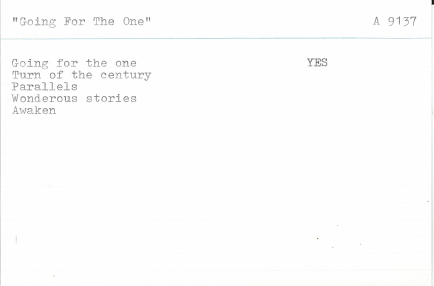 "Going For The One" A 9137
Going for the one YES
Turn of the century
Parallels
Wonderous stories
Awaken